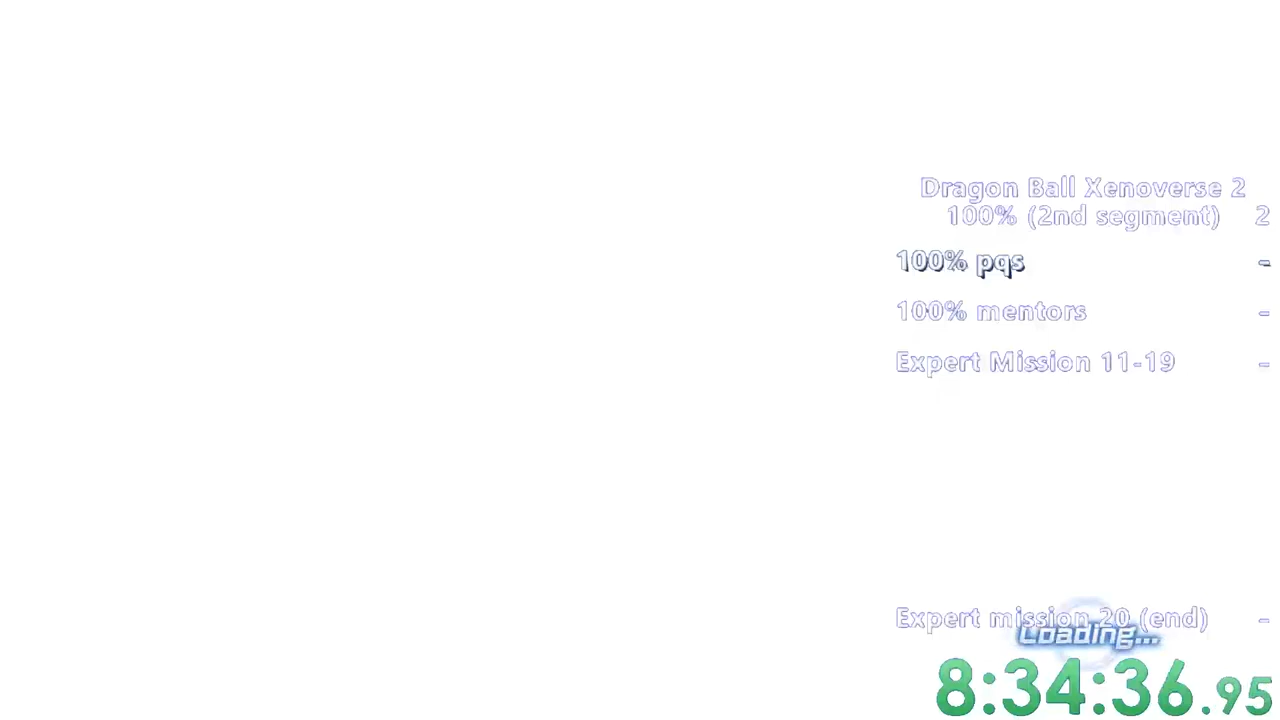 Dragon Ball Xenoverse 2
100% (2nd segment) 2
100% pqs -
100% mentors -
Expert Mission 11-19 -
Expert mission 20 (end) -
Loading...
8:34:36.95